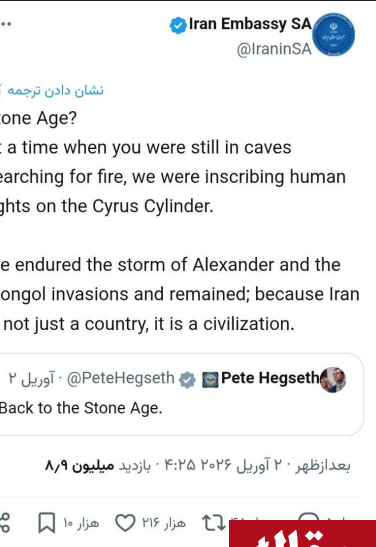 Iran Embassy SA
@IraninSA
نشان دادن ترجمه
tone Age?
t a time when you were still in caves
earching for fire, we were inscribing human
ghts on the Cyrus Cylinder.
e endured the storm of Alexander and the
ongol invasions and remained; because Iran
not just a country, it is a civilization.
Pete Hegseth @PeteHegseth · ۲ آوریل
Back to the Stone Age.
بعدازظهر · ۲ آوریل ۲۰۲۶ ۴:۲۵ · ۸٫۹ میلیون بازدید
۲۱۶ هزار ۱۰ هزار